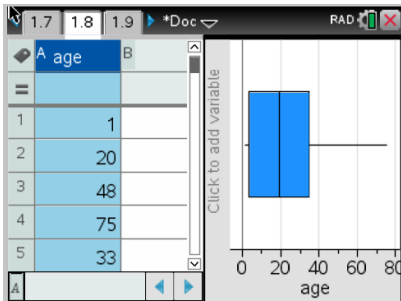 1.7 1.8 1.9 *Doc RAD
A age B
=
1 1
2 20
3 48
4 75
5 33
A
Click to add variable
0 20 40 60 80
age